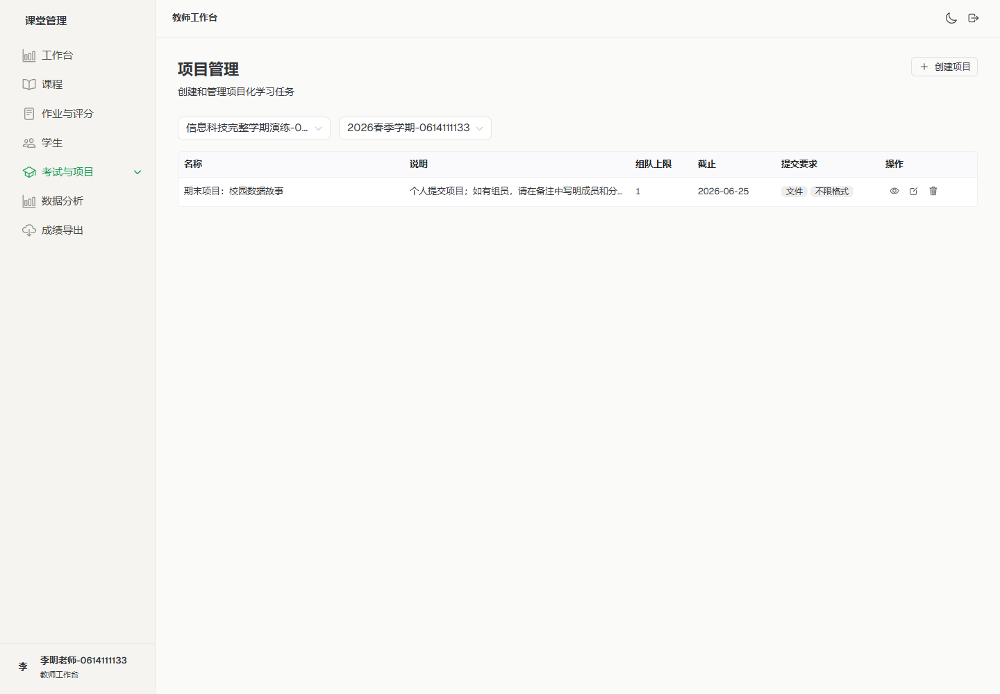 课堂管理
教师工作台
工作台
课程
作业与评分
学生
考试与项目
数据分析
成绩导出
项目管理
创建项目
创建和管理项目化学习任务
信息科技完整学期演练-0...
2026春季学期-0614111133
名称 说明 组队上限 截止 提交要求 操作
期末项目：校园数据故事 个人提交项目；如有组员，请在备注中写明成员和分... 1 2026-06-25 文件 不限格式
李 李明老师-0614111133
教师工作台